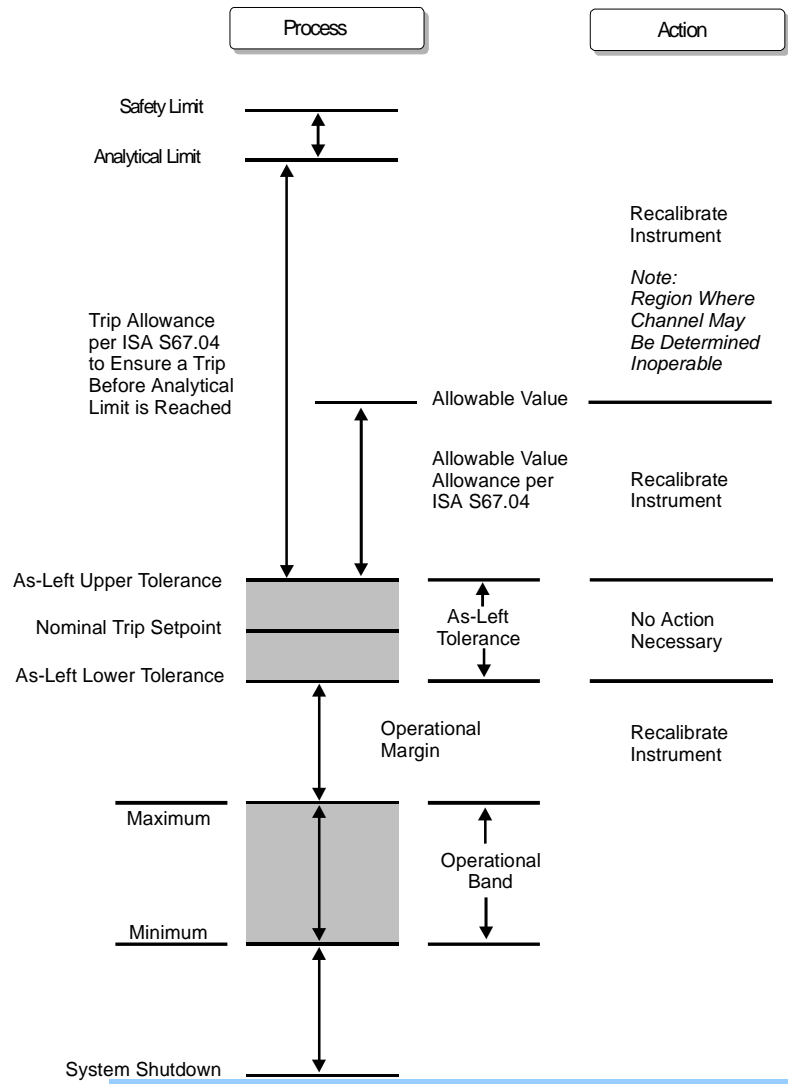 Process
Action
Safety Limit
Analytical Limit
Recalibrate
Instrument
Note:
Region Where
Channel May
Be Determined
Inoperable
Trip Allowance
per ISA S67.04
to Ensure a Trip
Before Analytical
Limit is Reached
Allowable Value
Allowable Value
Allowance per
ISA S67.04
Recalibrate
Instrument
As-Left Upper Tolerance
Nominal Trip Setpoint
As-Left Lower Tolerance
As-Left
Tolerance
No Action
Necessary
Operational
Margin
Recalibrate
Instrument
Maximum
Operational
Band
Minimum
System Shutdown